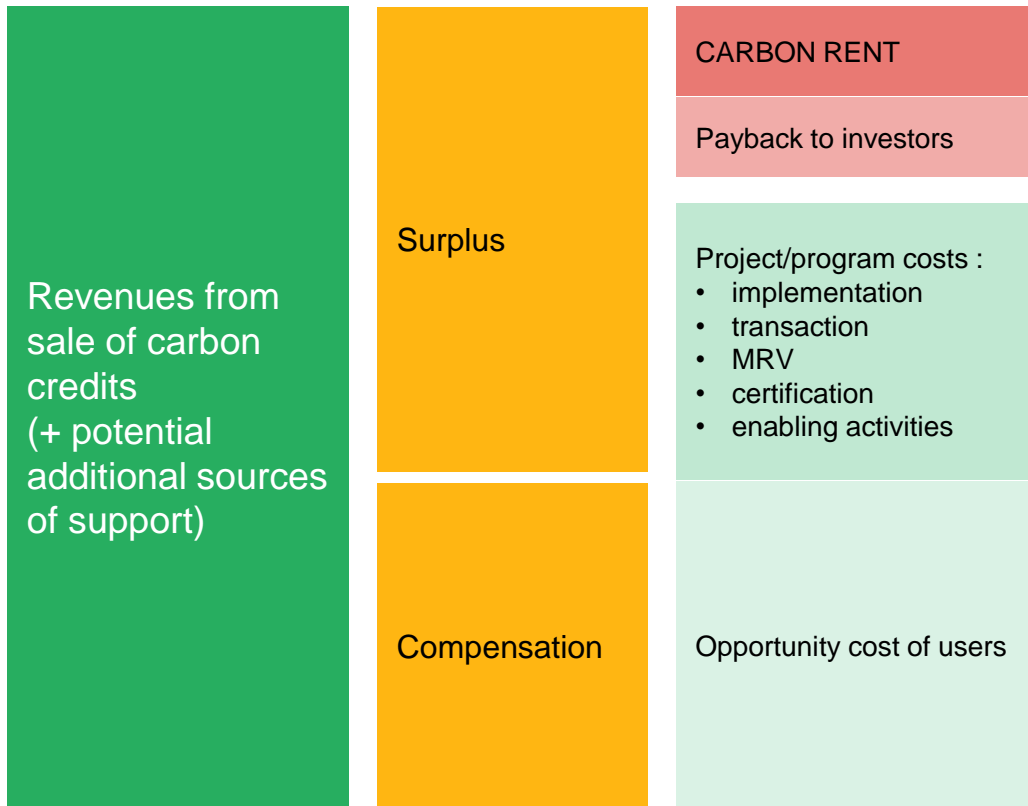 Revenues from
sale of carbon
credits
(+ potential
additional sources
of support)
Surplus
Compensation
CARBON RENT
Payback to investors
Project/program costs :
• implementation
• transaction
• MRV
• certification
• enabling activities
Opportunity cost of users